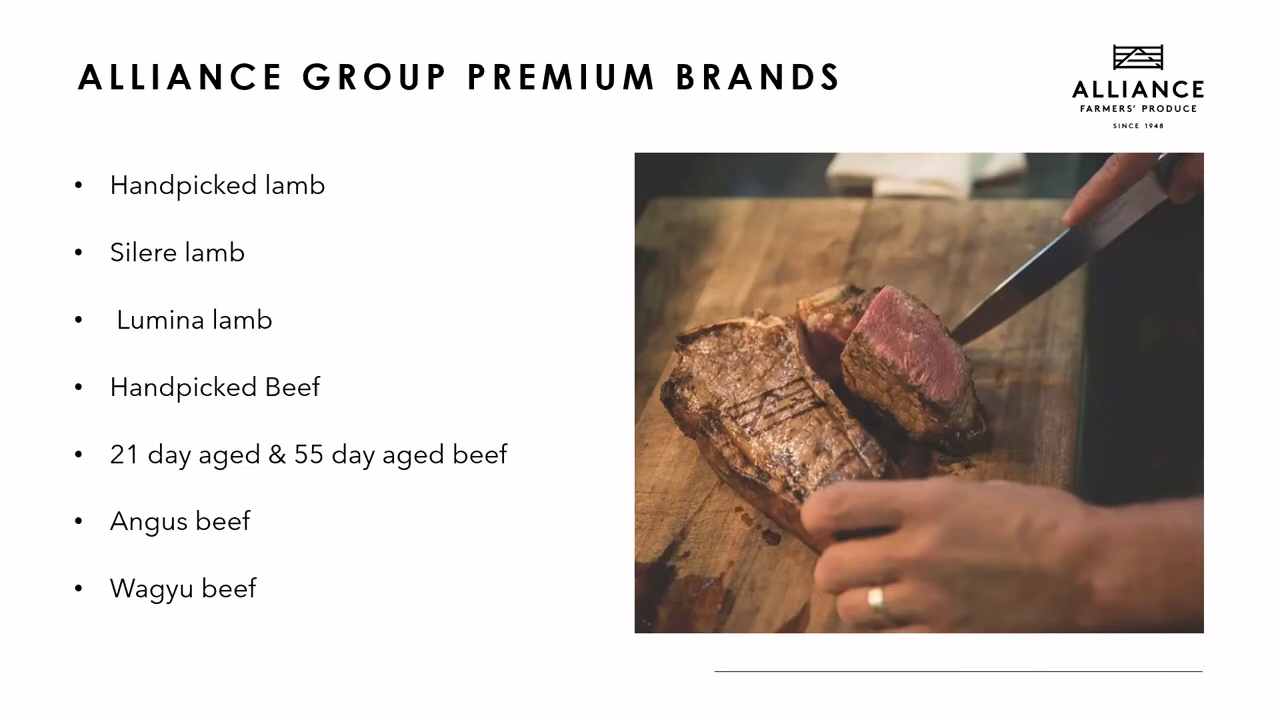 ALLIANCE GROUP PREMIUM BRANDS
ALLIANCE
FARMERS' PRODUCE
SINCE 1948
• Handpicked lamb
• Silere lamb
• Lumina lamb
• Handpicked Beef
• 21 day aged & 55 day aged beef
• Angus beef
• Wagyu beef